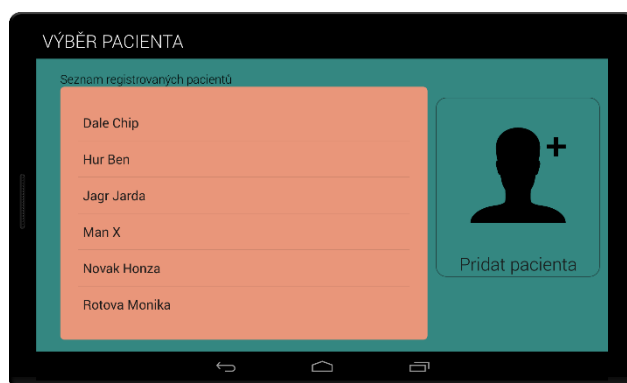 VÝBĚR PACIENTA
Seznam registrovaných pacientů
Dale Chip
Hur Ben
Jagr Jarda
Man X
Novak Honza
Rotova Monika
Pridat pacienta